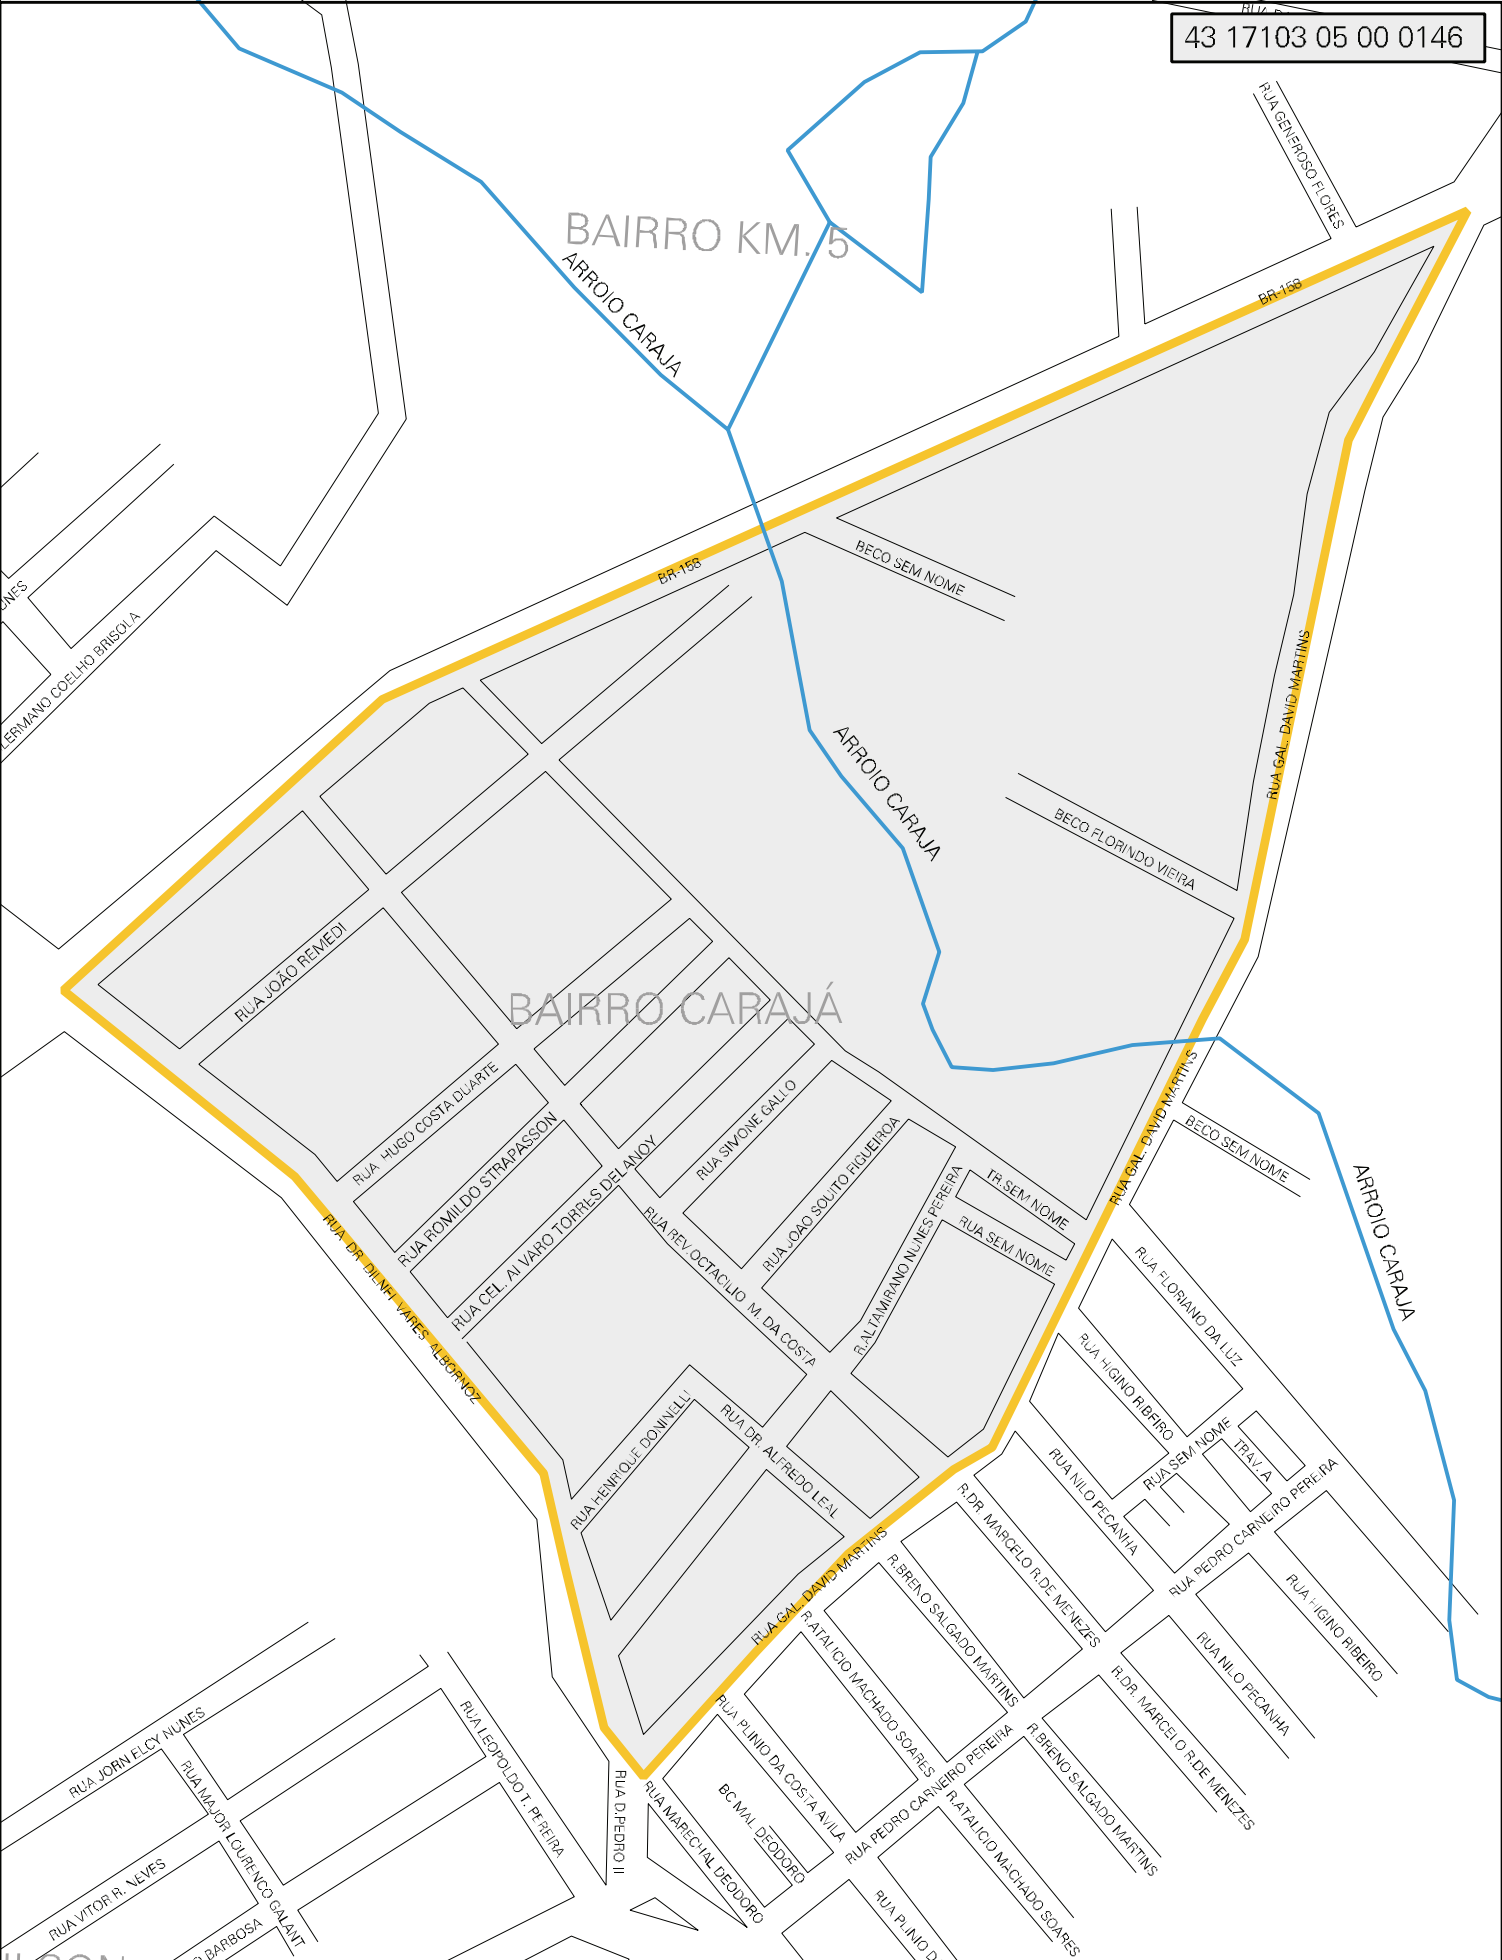 43 17103 05 00 0146
RUA GENEROSO FLORES
BAIRRO KM. 5
ARROIO CARAJA
BR-158
BR-158
BECO SEM NOME
LERMANO COELHO BRISOLA
RUA GAL. DAVID MARTINS
ARROIO CARAJA
BECO FLORINDO VIEIRA
RUA JOÃO REMEDI
BAIRRO CARAJÁ
RUA HUGO COSTA DUARTE
RUA ROMILDO STRAPASSON
RUA CEL. ALVARO TORRES DELANOY
RUA SIMONE GALLO
RUA JOAO SOUTO FIGUEIROA
R.ALTAMIRANO NUNES PEREIRA
TR.SEM NOME
RUA SEM NOME
RUA GAL. DAVID MARTINS
BECO SEM NOME
ARROIO CARAJA
RUA REV.OCTACILIO M. DA COSTA
RUA DR. DILNEI VARES ALBORNOZ
RUA FLORIANO DA LUZ
RUA HIGINO RIBEIRO
RUA SEM NOME
TRAV. A
RUA HENRIQUE DONINELLI
RUA DR. ALFREDO LEAL
RUA NILO PECANHA
RUA PEDRO CARNEIRO PEREIRA
R.DR. MARCELO R.DE MENEZES
RUA GAL. DAVID MARTINS
R.BRENO SALGADO MARTINS
RUA HIGINO RIBEIRO
R.ATALICIO MACHADO SOARES
RUA NILO PECANHA
R.DR. MARCELO R.DE MENEZES
RUA JORN ELCY NUNES
RUA LEOPOLDO T. PEREIRA
RUA PLINIO DA COSTA AVILA
RUA PEDRO CARNEIRO PEREIRA
R.BRENO SALGADO MARTINS
RUA MAJOR LOURENCO GALANT
RUA D.PEDRO II
RUA MARECHAL DEODORO
BC MAL DEODORO
R.ATALICIO MACHADO SOARES
RUA VITOR R. NEVES
BARBOSA
RUA PLINIO D